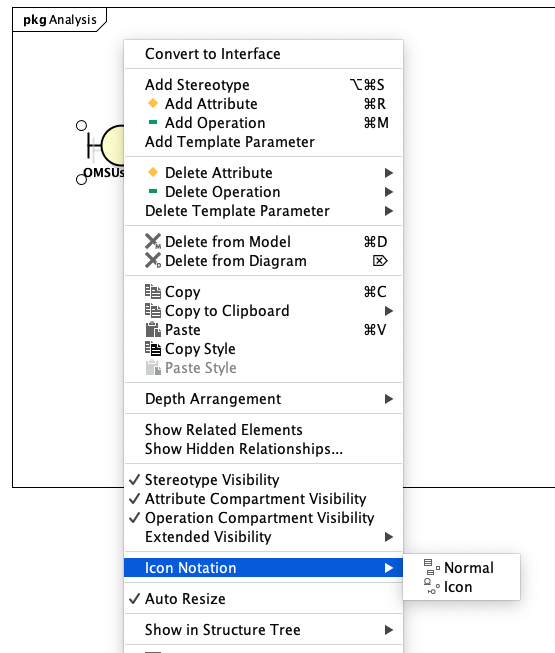 pkg Analysis
Convert to Interface
Add Stereotype ⌥⌘S
Add Attribute ⌘R
Add Operation ⌘M
Add Template Parameter
OMSUs
Delete Attribute
Delete Operation
Delete Template Parameter
Delete from Model ⌘D
Delete from Diagram ⌦
Copy ⌘C
Copy to Clipboard
Paste ⌘V
Copy Style
Paste Style
Depth Arrangement
Show Related Elements
Show Hidden Relationships...
Stereotype Visibility
Attribute Compartment Visibility
Operation Compartment Visibility
Extended Visibility
Icon Notation
Normal
Icon
Auto Resize
Show in Structure Tree